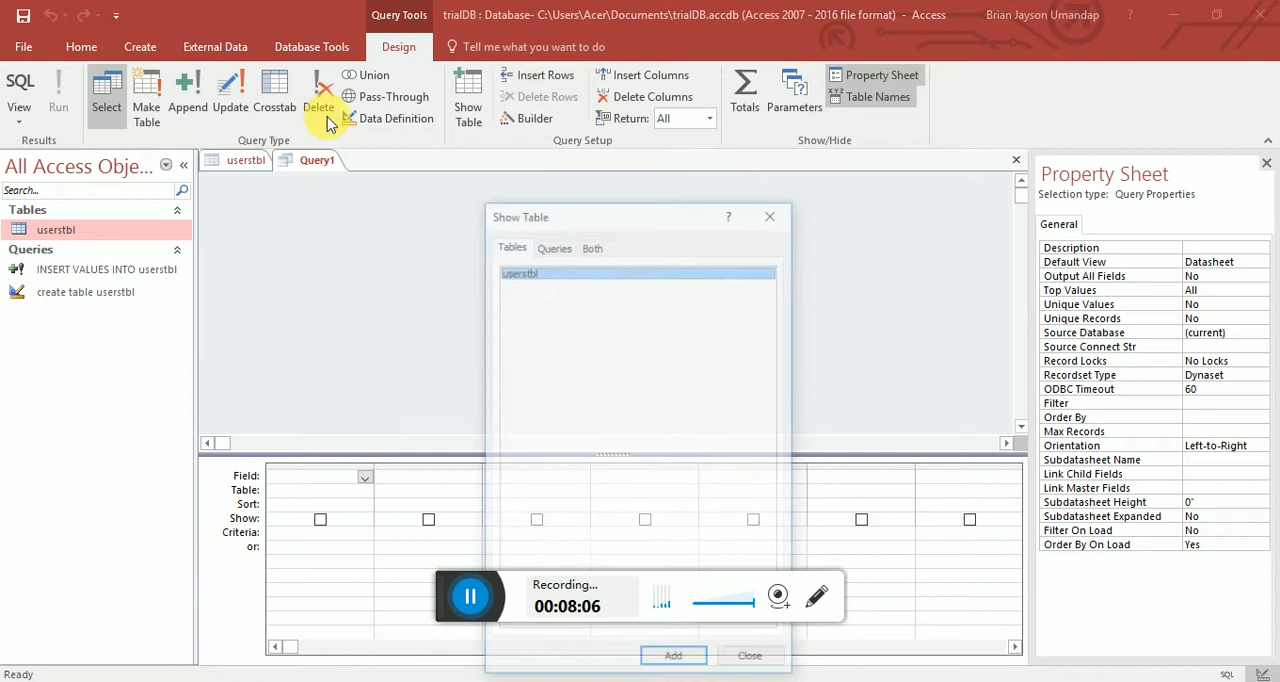 Query Tools
trialDB : Database- C:\Users\Acer\Documents\trialDB.accdb (Access 2007 - 2016 file format) - Access
Brian Jayson Umandap
?
File
Home
Create
External Data
Database Tools
Design
Tell me what you want to do
SQL
View
Run
Results
Select
Make Table
Append
Update
Crosstab
Delete
Union
Pass-Through
Data Definition
Query Type
Show Table
Insert Rows
Delete Rows
Builder
Insert Columns
Delete Columns
Return: All
Query Setup
Totals
Parameters
Property Sheet
XYZ Table Names
Show/Hide
All Access Obje...
Search...
Tables
userstbl
Queries
INSERT VALUES INTO userstbl
create table userstbl
userstbl
Query1
Show Table
?
Tables
Queries
Both
userstbl
Add
Close
Field:
Table:
Sort:
Show:
Criteria:
or:
Recording...
00:08:06
Property Sheet
Selection type: Query Properties
General
Description
Default View Datasheet
Output All Fields No
Top Values All
Unique Values No
Unique Records No
Source Database (current)
Source Connect Str
Record Locks No Locks
Recordset Type Dynaset
ODBC Timeout 60
Filter
Order By
Max Records
Orientation Left-to-Right
Subdatasheet Name
Link Child Fields
Link Master Fields
Subdatasheet Height 0"
Subdatasheet Expanded No
Filter On Load No
Order By On Load Yes
Ready
SQL